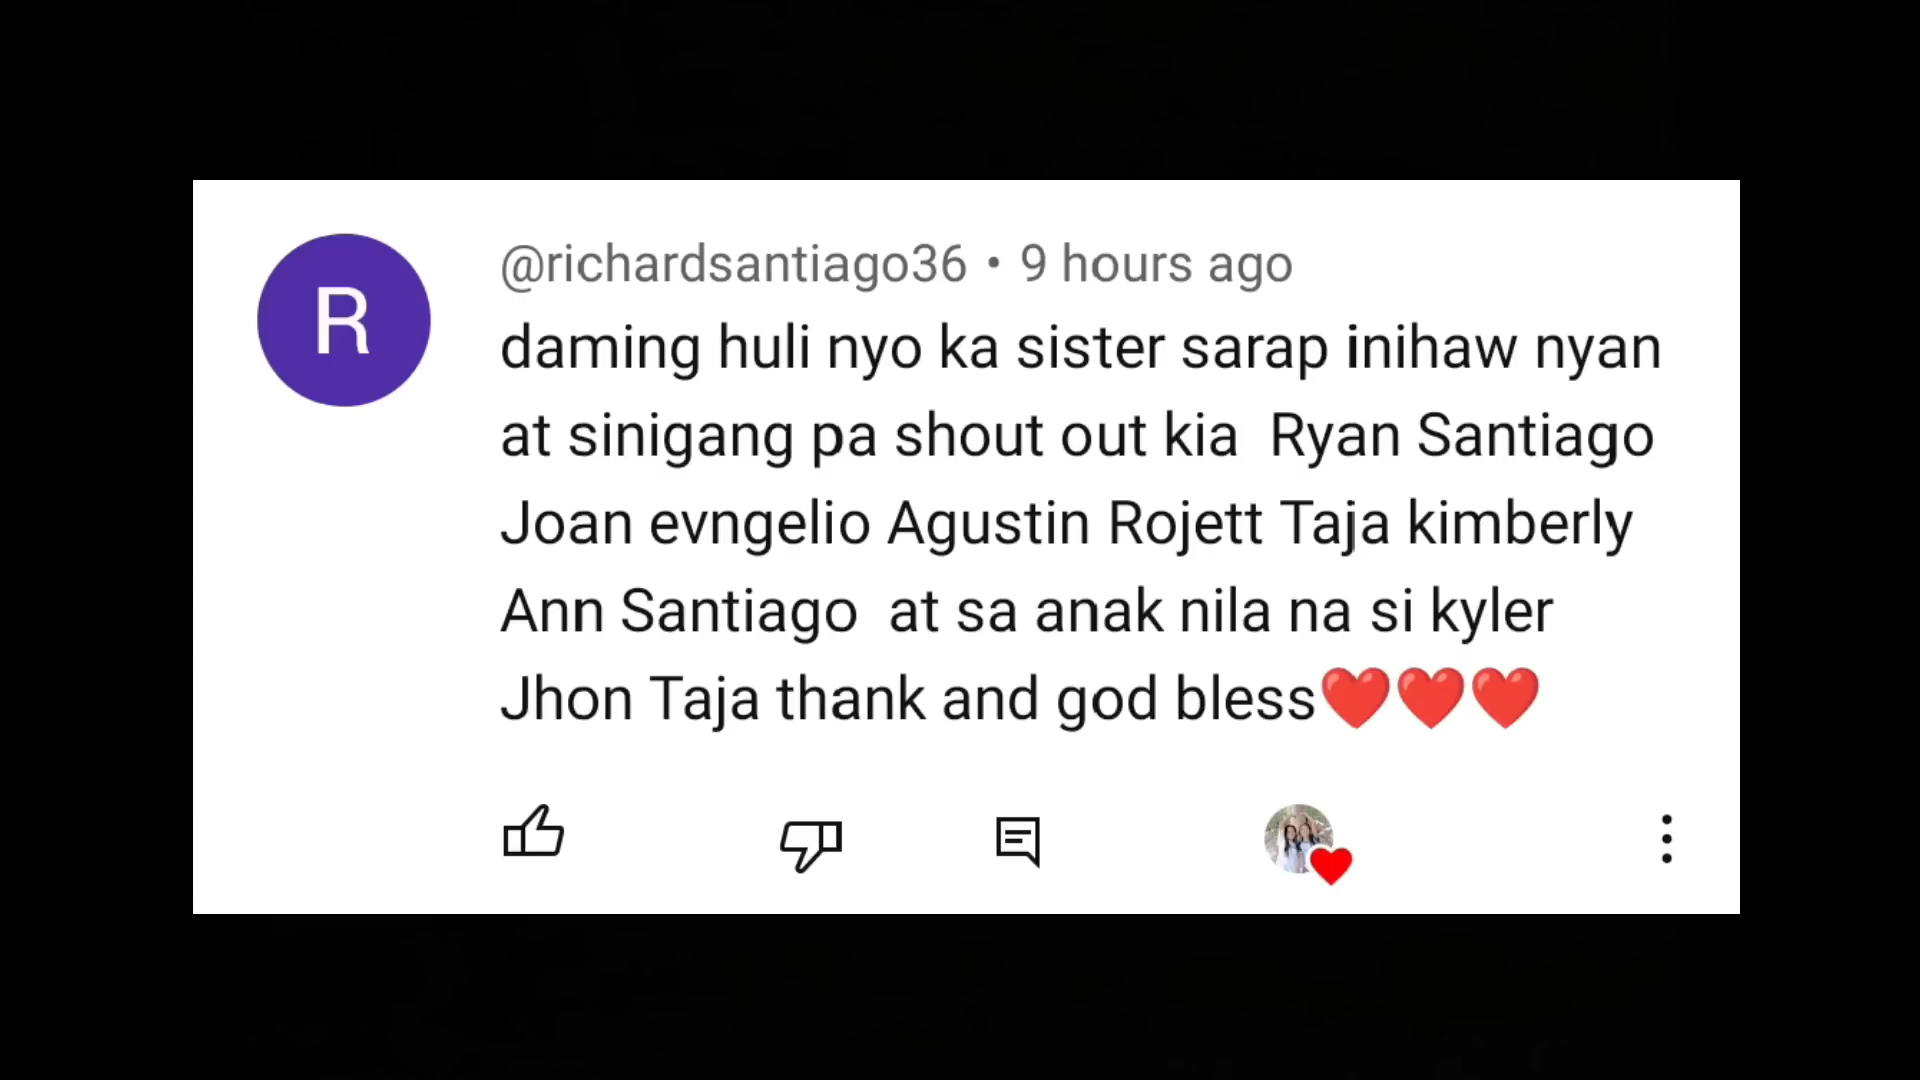 R
@richardsantiago36 • 9 hours ago
daming huli nyo ka sister sarap inihaw nyan
at sinigang pa shout out kia  Ryan Santiago
Joan evngelio Agustin Rojett Taja kimberly
Ann Santiago  at sa anak nila na si kyler
Jhon Taja thank and god bless❤️❤️❤️